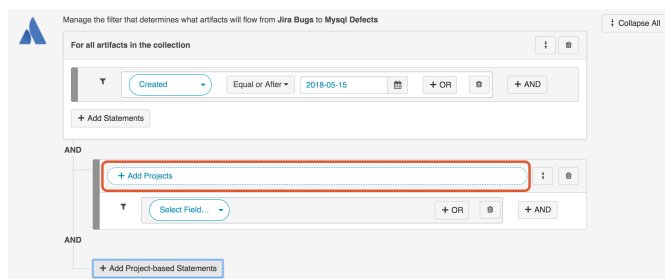 Manage the filter that determines what artifacts will flow from Jira Bugs to Mysql Defects
Collapse All
For all artifacts in the collection
Created Equal or After 2018-05-15 + OR + AND
+ Add Statements
AND
+ Add Projects
Select Field... + OR + AND
AND
+ Add Project-based Statements